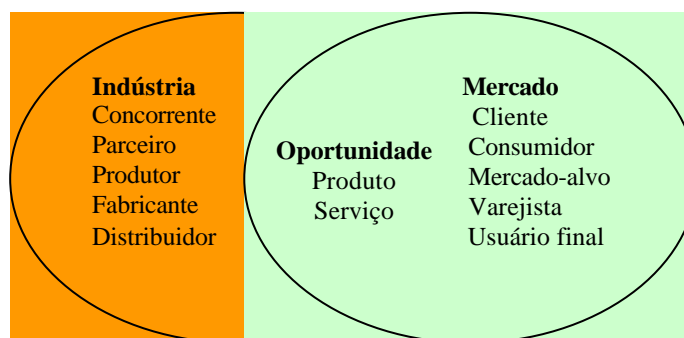 Indústria
Concorrente
Parceiro
Produtor
Fabricante
Distribuidor
Oportunidade
Produto
Serviço
Mercado
Cliente
Consumidor
Mercado-alvo
Varejista
Usuário final